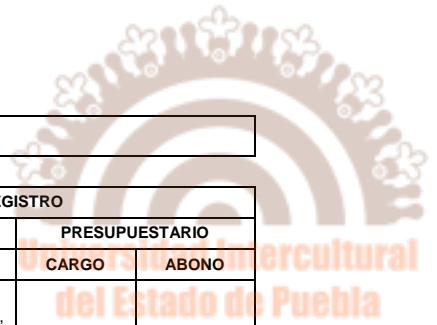 EGISTRO
PRESUPUESTARIO
CARGO ABONO
Universidad Intercultural
del Estado de Puebla
,